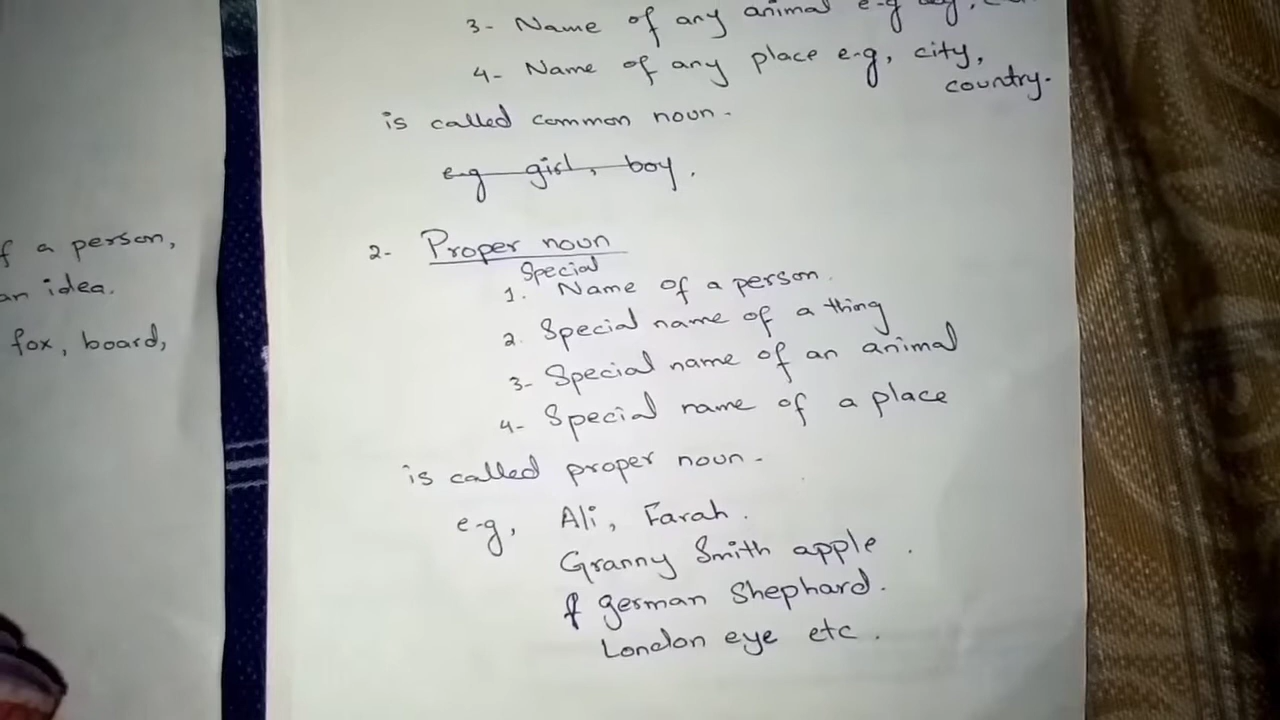 f a person,
an idea.
fox, board,
3- Name of any animal e-g
4- Name of any place e-g, city,
country.
is called common noun.
e-g girl, boy.
2- Proper noun
Special
1. Name of a person.
2. Special name of a thing
3- Special name of an animal
4- Special name of a place
is called proper noun.
e-g, Ali, Farah.
Granny Smith apple.
german Shephard.
London eye etc.